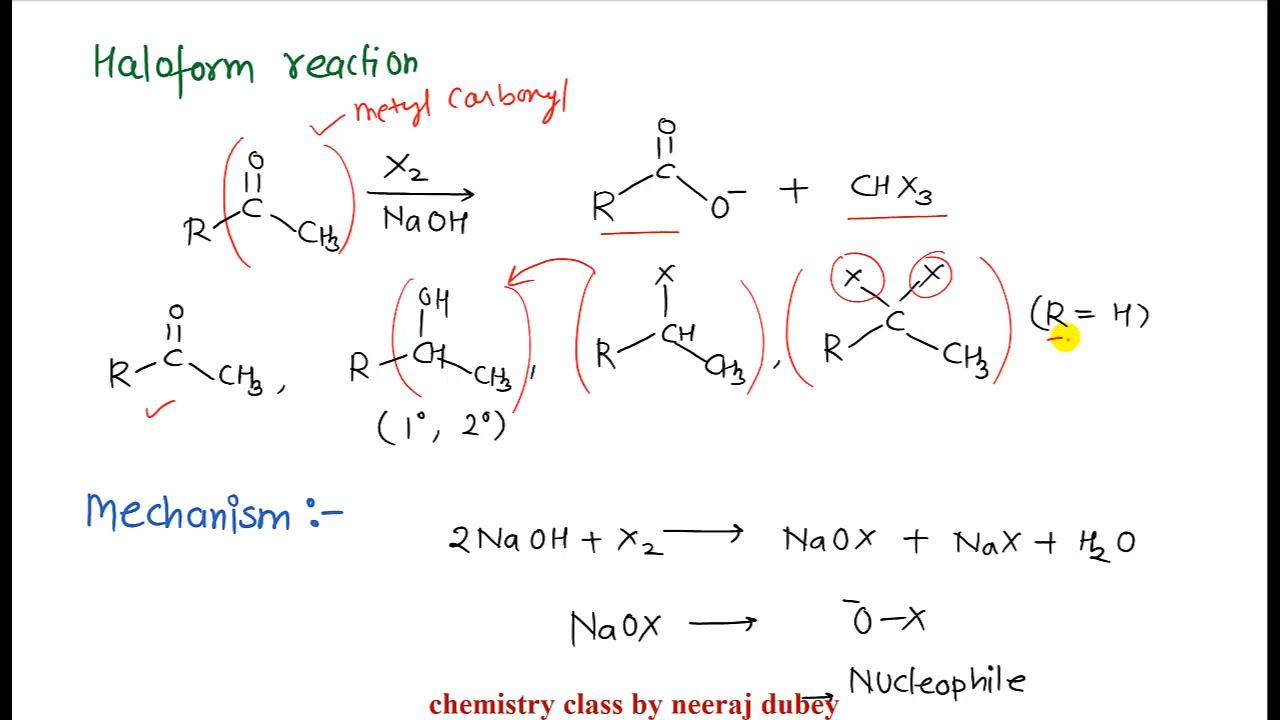 Haloform reaction
metyl carbonyl
O
R C CH3
X2
NaOH
O
R C O− + CHX3
O
R C CH3 ,
OH
R CH CH3 ,
(1°, 2°)
X
R CH CH3 ,
X X
R C CH3
(R = H)
Mechanism :-
2NaOH + X2 → NaOX + NaX + H2O
NaOX → −O–X
→ Nucleophile
chemistry class by neeraj dubey